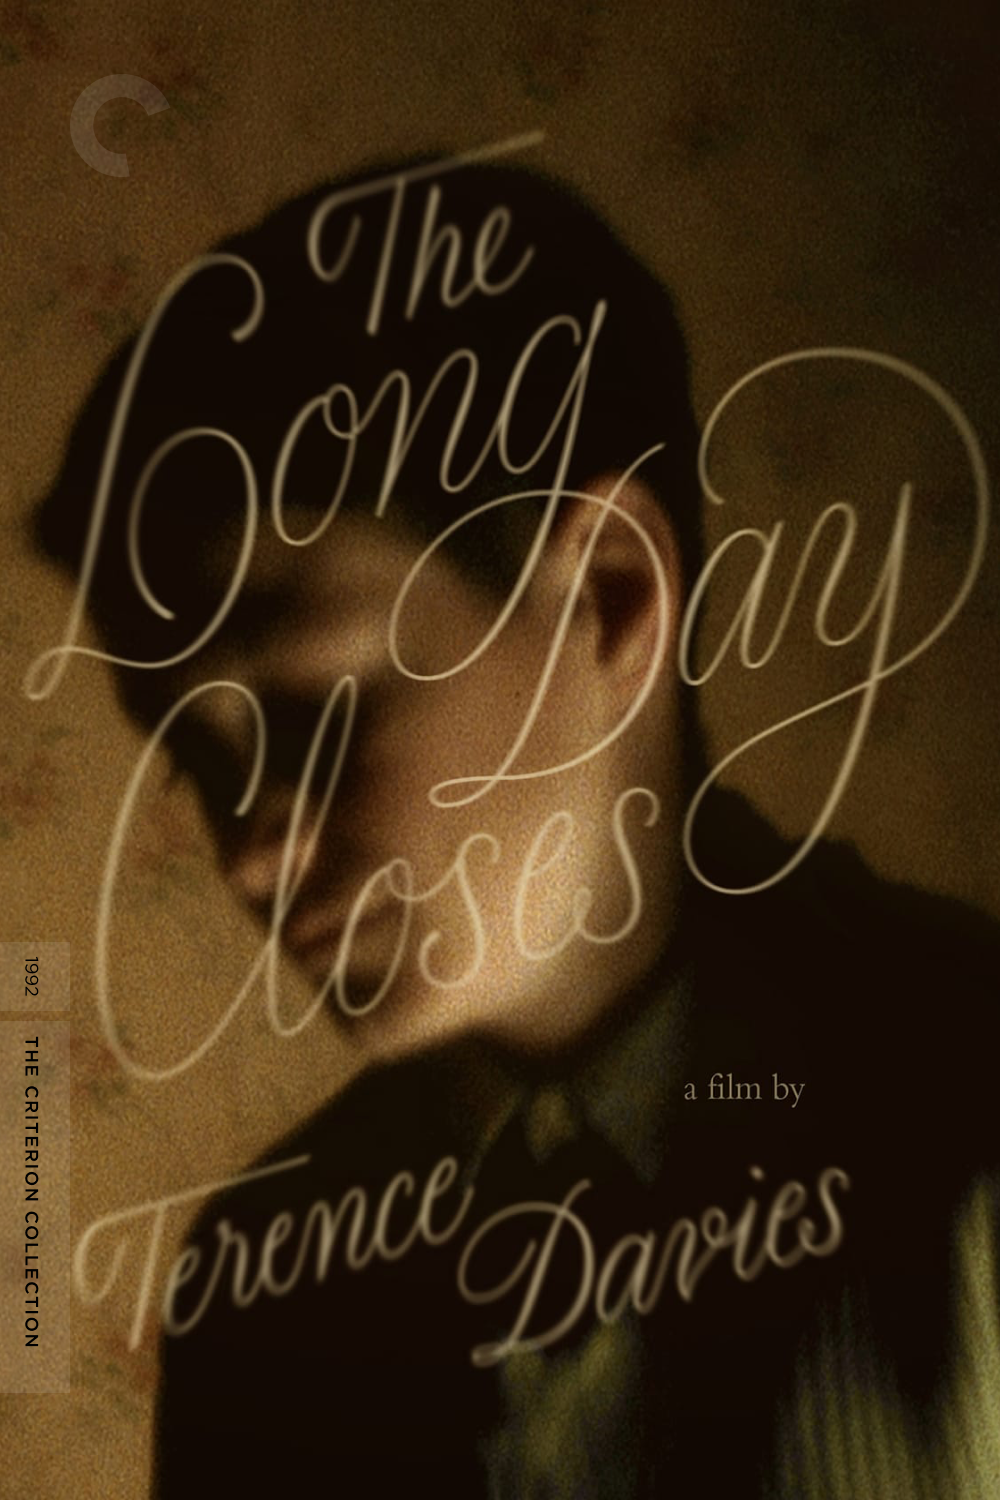 The
Long
Day
Closes
a film by
Terence Davies
1992
THE CRITERION COLLECTION